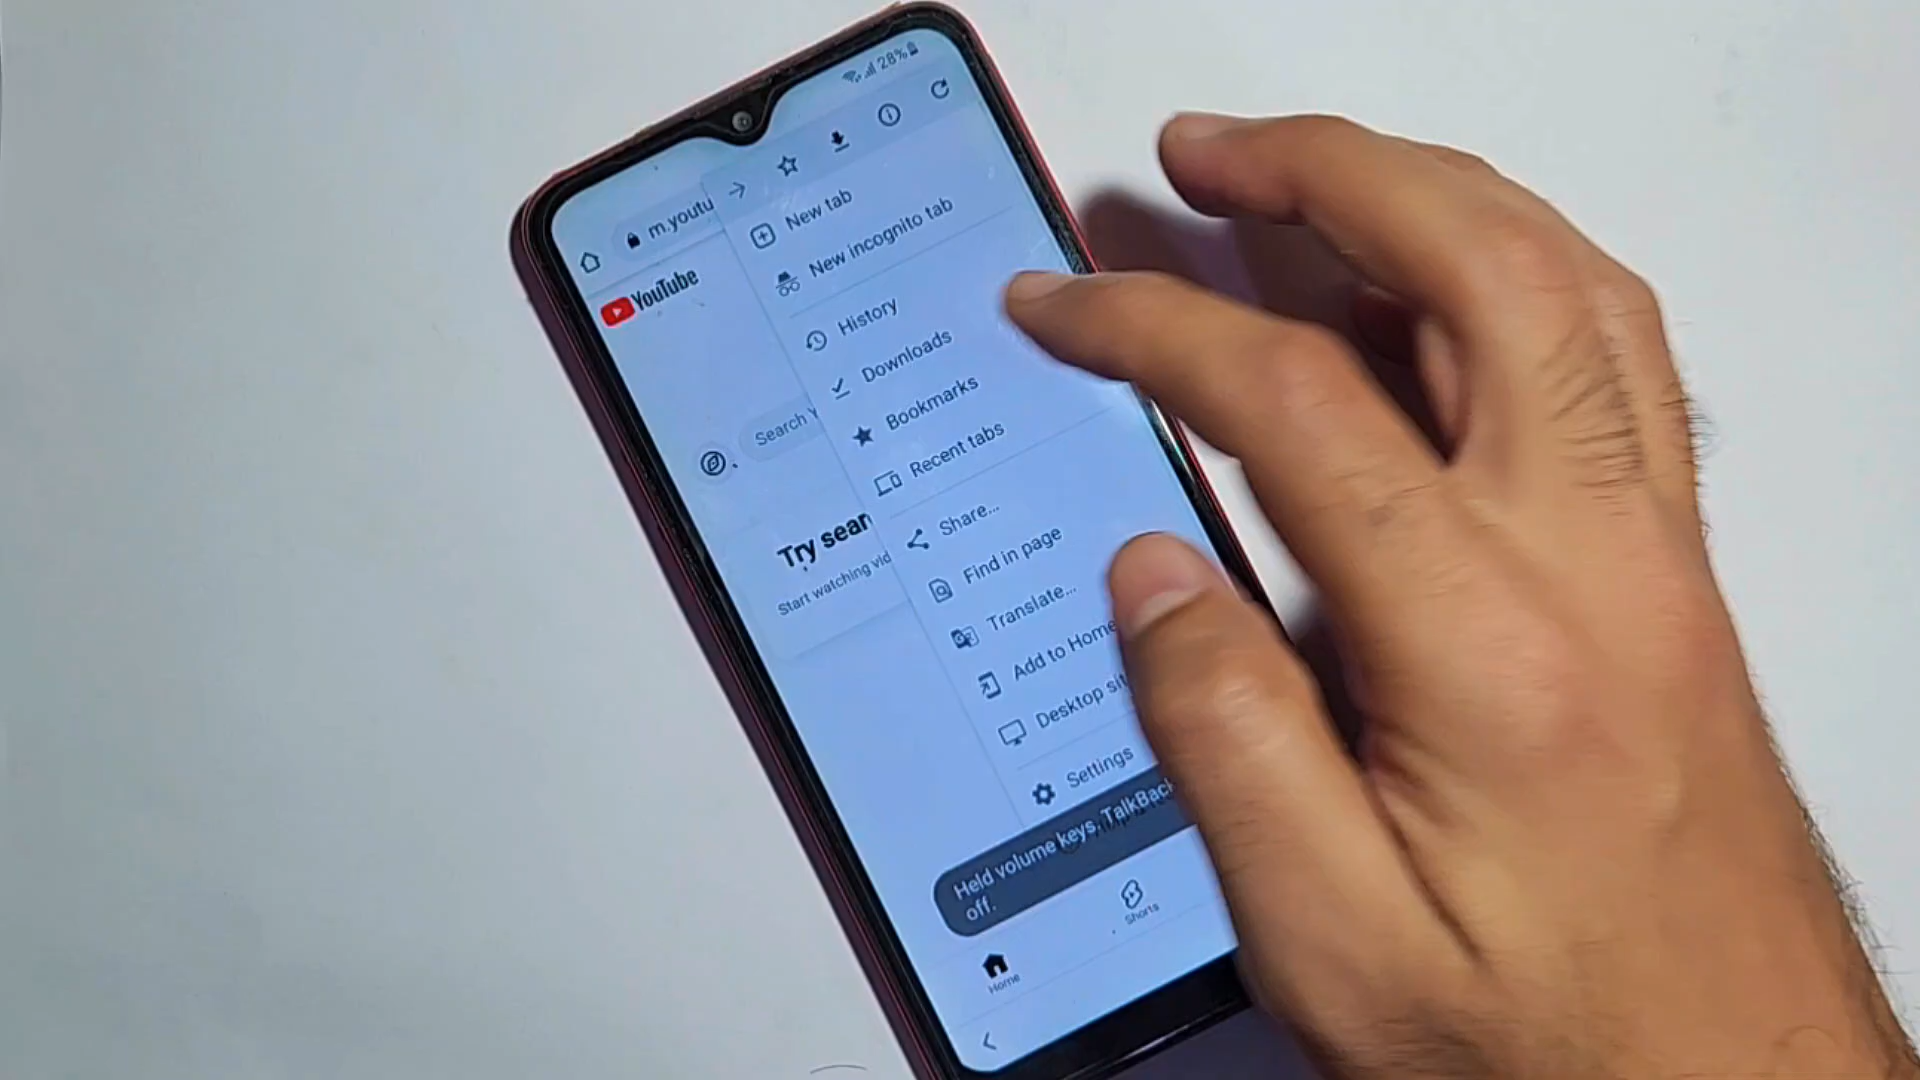 28%
m.youtu
YouTube
New tab
New incognito tab
History
Downloads
Bookmarks
Recent tabs
Share...
Find in page
Translate...
Add to Home
Desktop sit
Settings
Search Y
Try sear
Start watching vid
Held volume keys. TalkBack
off.
Home
Shorts